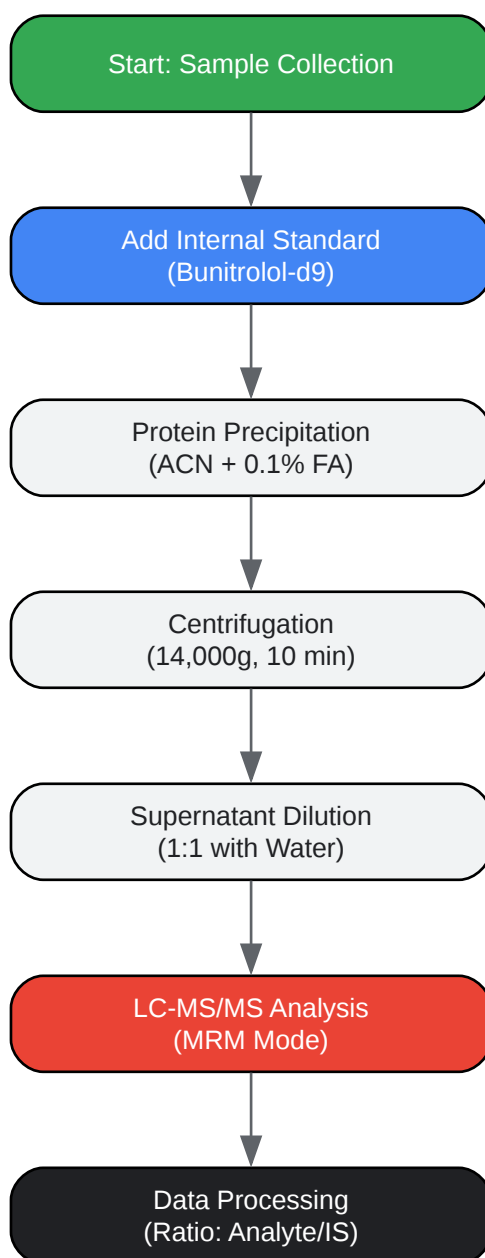 Start: Sample Collection
Add Internal Standard
(Bunitrolol-d9)
Protein Precipitation
(ACN + 0.1% FA)
Centrifugation
(14,000g, 10 min)
Supernatant Dilution
(1:1 with Water)
LC-MS/MS Analysis
(MRM Mode)
Data Processing
(Ratio: Analyte/IS)